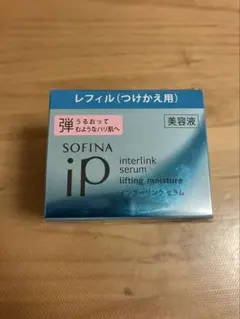 レフィル(つけかえ用)
弾 うるおって
むようなハリ肌へ
美容液
SOFINA
iP
interlink
serum
lifting moisture
インターリンク セラム